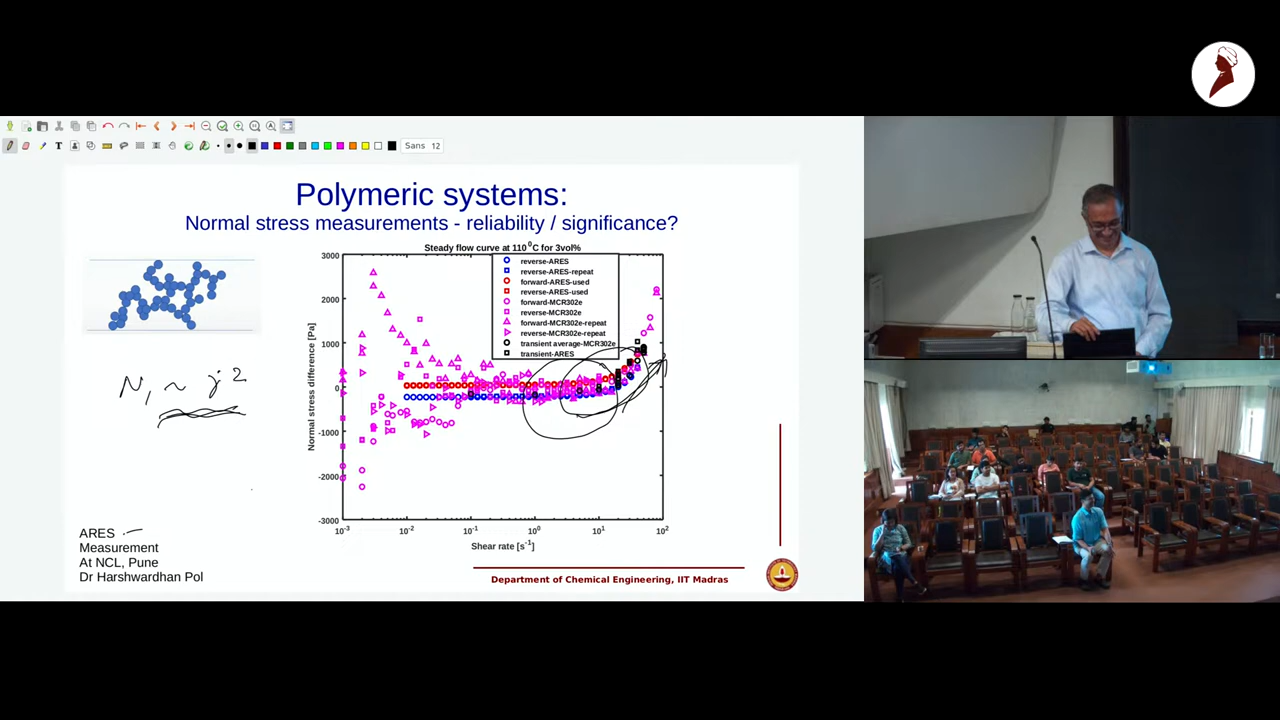 Sans 12
Polymeric systems:
Normal stress measurements - reliability / significance?
Steady flow curve at 110 ⁰C for 3vol%
3000
2000
1000
0
-1000
-2000
-3000
Normal stress difference [Pa]
reverse-ARES
reverse-ARES-repeat
forward-ARES-used
reverse-ARES-used
forward-MCR302e
reverse-MCR302e
forward-MCR302e-repeat
reverse-MCR302e-repeat
transient average-MCR302e
transient-ARES
10⁻³ 10⁻² 10⁻¹ 10⁰ 10¹ 10²
Shear rate [s⁻¹]
N₁ ~ γ̇²
ARES
Measurement
At NCL, Pune
Dr Harshwardhan Pol
Department of Chemical Engineering, IIT Madras